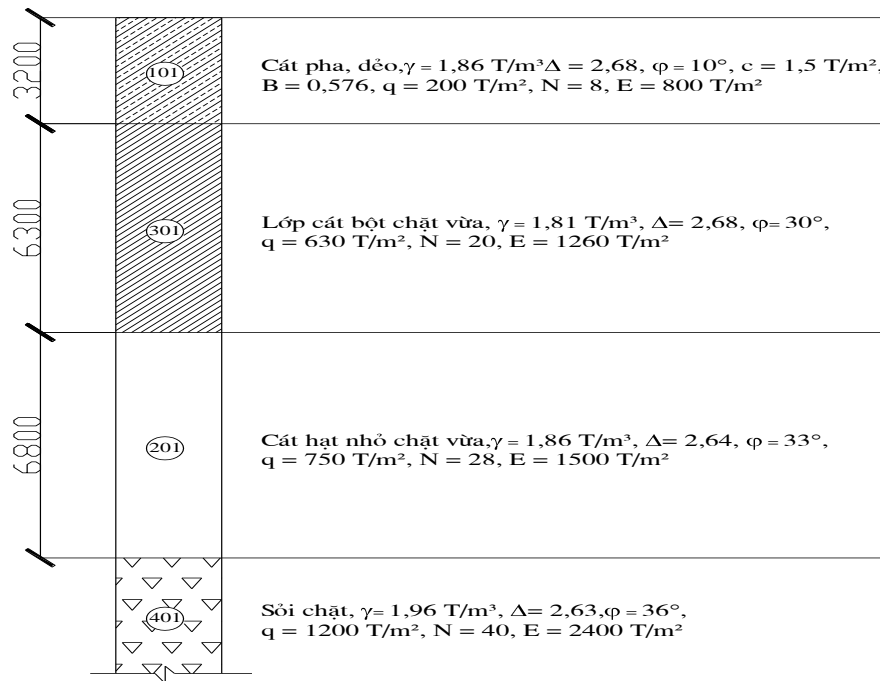 3200
101
Cát pha, dẻo,γ = 1,86 T/m³Δ = 2,68, φ = 10°, c = 1,5 T/m²,
B = 0,576, q = 200 T/m², N = 8, E = 800 T/m²
6300
301
Lớp cát bột chặt vừa, γ = 1,81 T/m³, Δ= 2,68, φ= 30°,
q = 630 T/m², N = 20, E = 1260 T/m²
6800
201
Cát hạt nhỏ chặt vừa,γ = 1,86 T/m³, Δ= 2,64, φ = 33°,
q = 750 T/m², N = 28, E = 1500 T/m²
401
Sỏi chặt, γ= 1,96 T/m³, Δ= 2,63,φ = 36°,
q = 1200 T/m², N = 40, E = 2400 T/m²